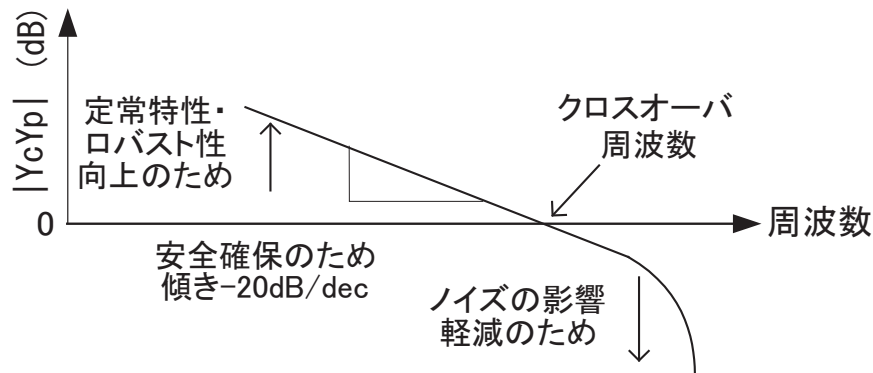 |YcYp| (dB)
定常特性・
ロバスト性
向上のため
クロスオーバ
周波数
0
周波数
安全確保のため
傾き-20dB/dec
ノイズの影響
軽減のため